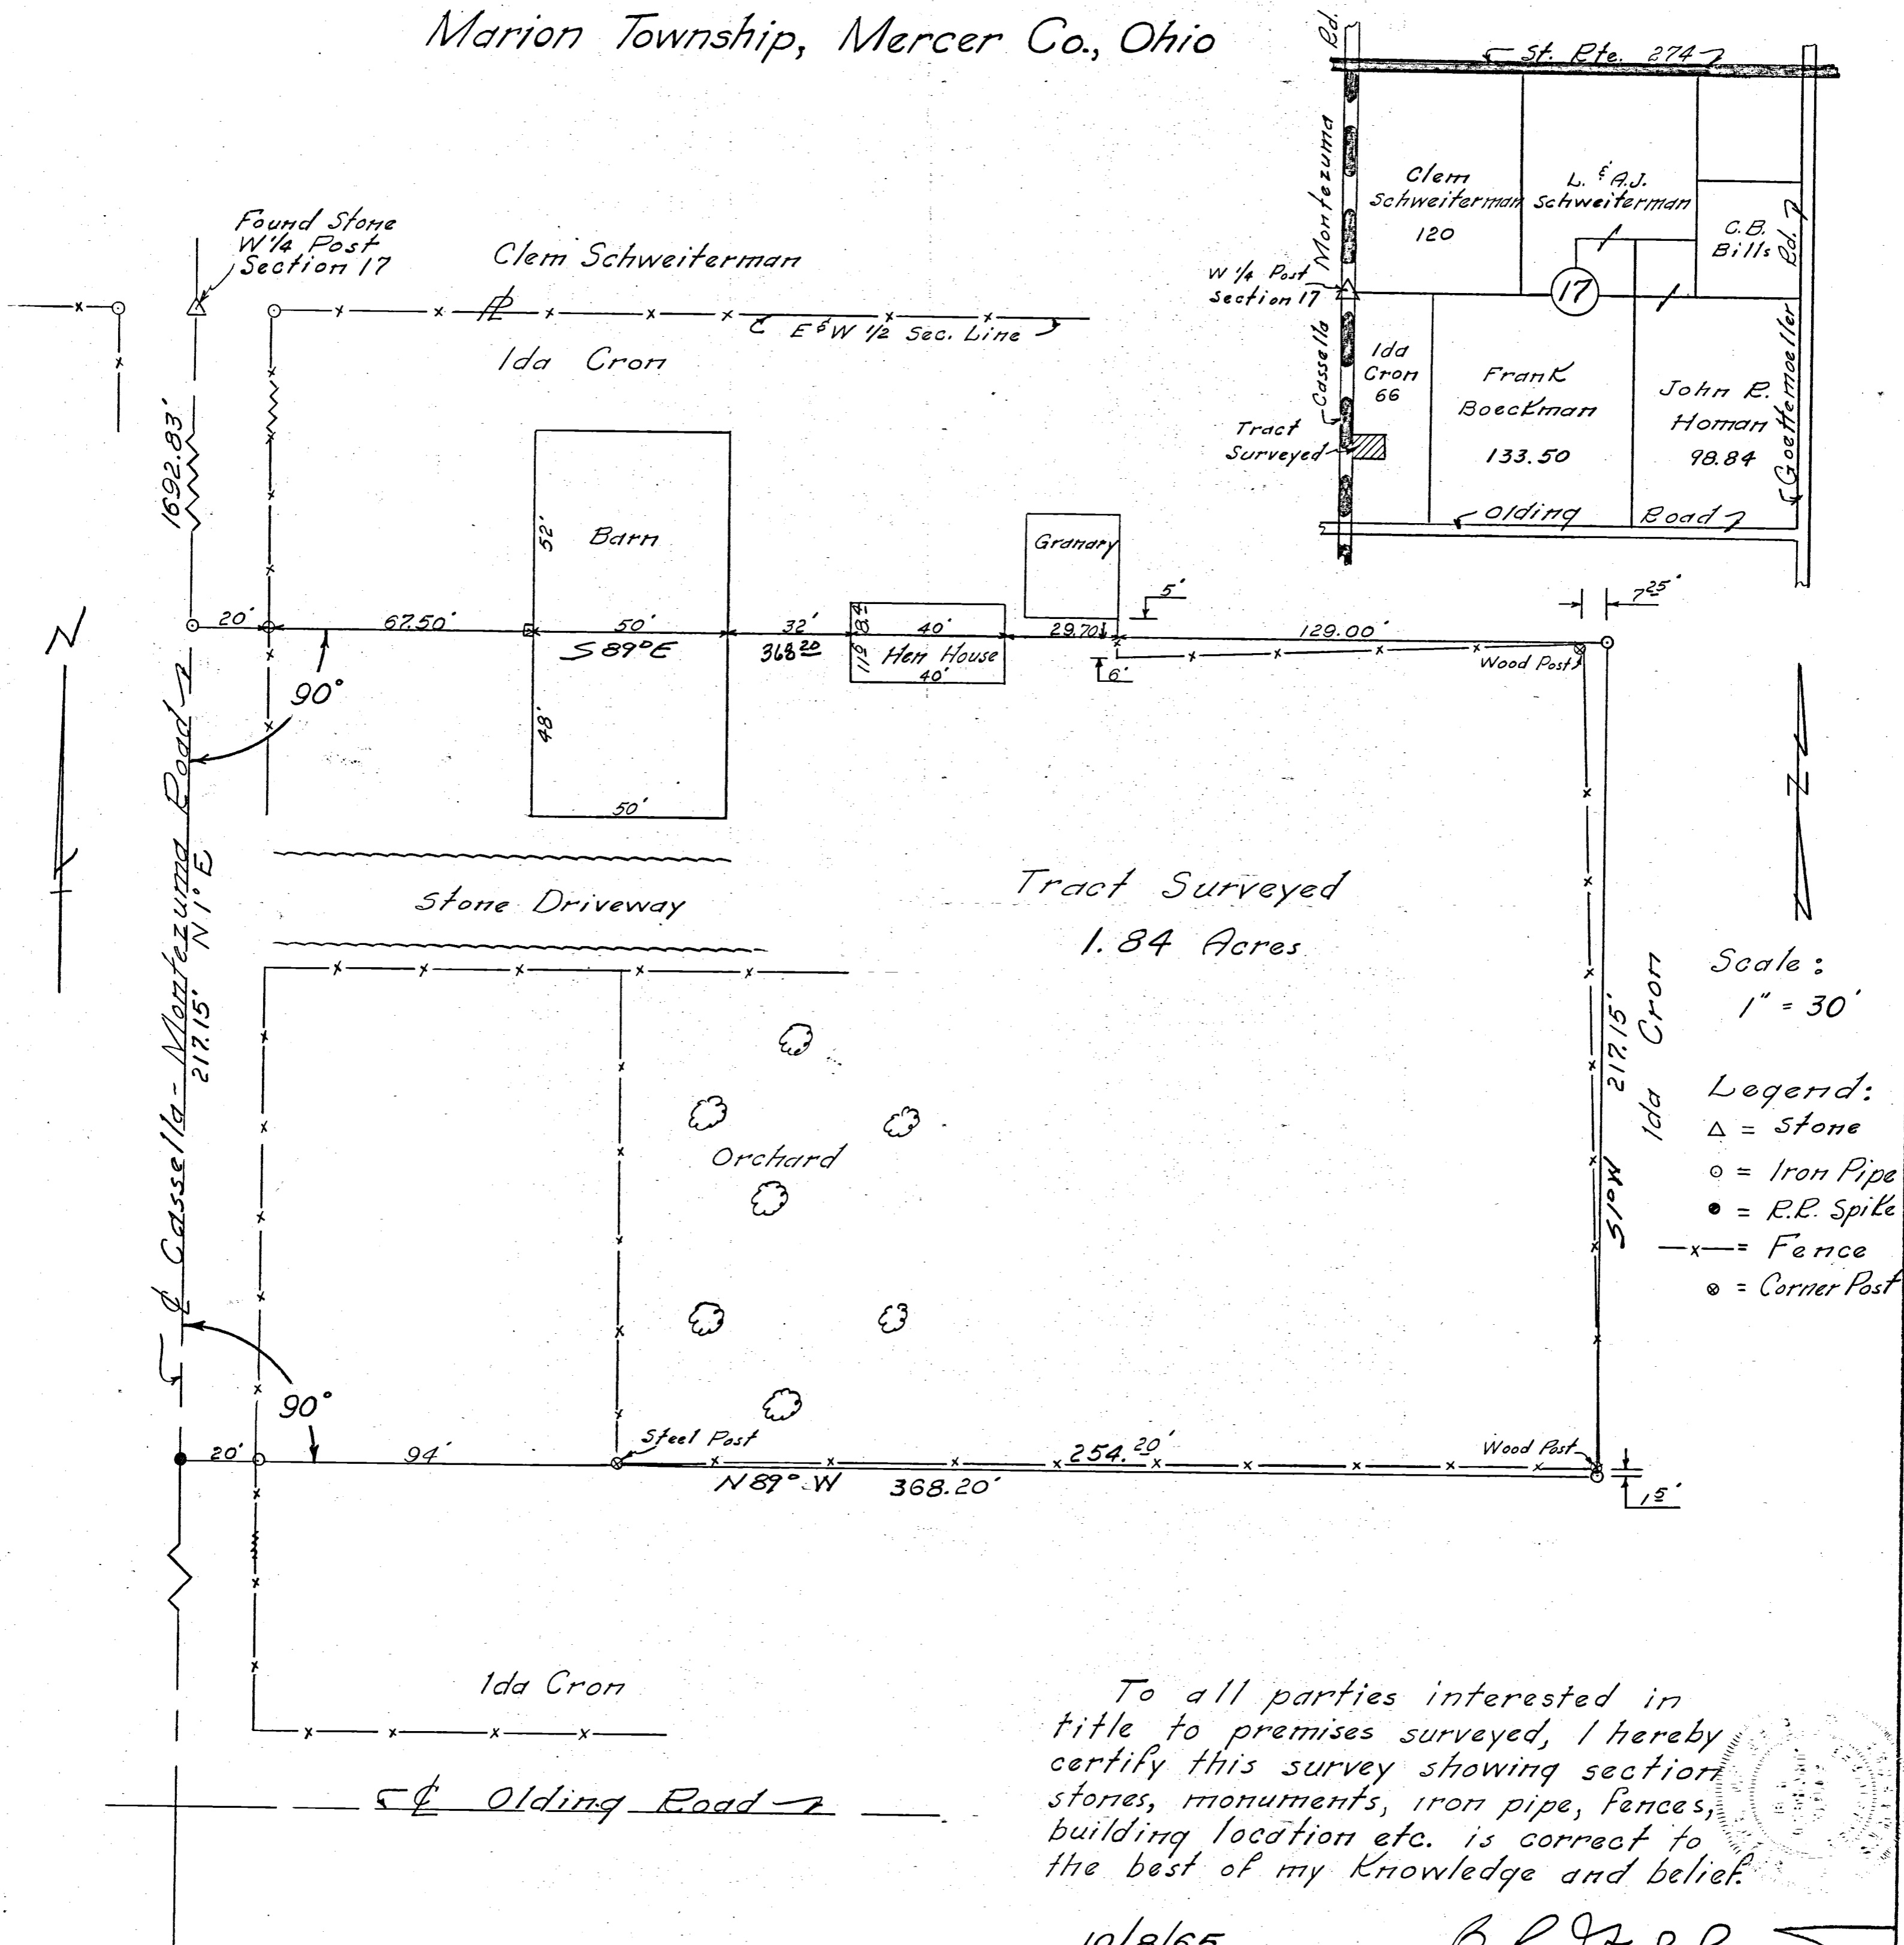 Marion Township, Mercer Co., Ohio
Rd.
St. Rte. 274
Montezuma
Cassella
Clem
Schweiterman
120
L. & A.J.
Schweiterman
C.B.
Bills
Rd.
Goettemoeller
W 1/4 Post
Section 17
17
Ida
Cron
66
Frank
Boeckman
133.50
John R.
Homan
98.84
Tract
Surveyed
Olding Road
Found Stone
W 1/4 Post
Section 17
Clem Schweiterman
E & W 1/2 Sec. Line
Ida Cron
1692.83'
52'
Barn
Granary
5'
7 25'
20'
67.50'
50'
32'
8.4
40'
29.70
129.00'
S 89° E
368 20
11 6
Hen House
40'
6'
Wood Post
N
90°
48'
50'
N
℄ Cassella - Montezuma Road
217.15' N 1° E
Stone Driveway
Tract Surveyed
1.84 Acres
S 1° W 217.15'
Ida Cron
Scale:
1" = 30'
Legend:
△ = Stone
⊙ = Iron Pipe
● = R.R. Spike
—x— = Fence
⊗ = Corner Post
Orchard
90°
20'
94'
Steel Post
254.20'
Wood Post
N 89° W 368.20'
1 5'
Ida Cron
℄ Olding Road
To all parties interested in
title to premises surveyed, I hereby
certify this survey showing section
stones, monuments, iron pipe, fences,
building location etc. is correct to
the best of my knowledge and belief.
10/8/65